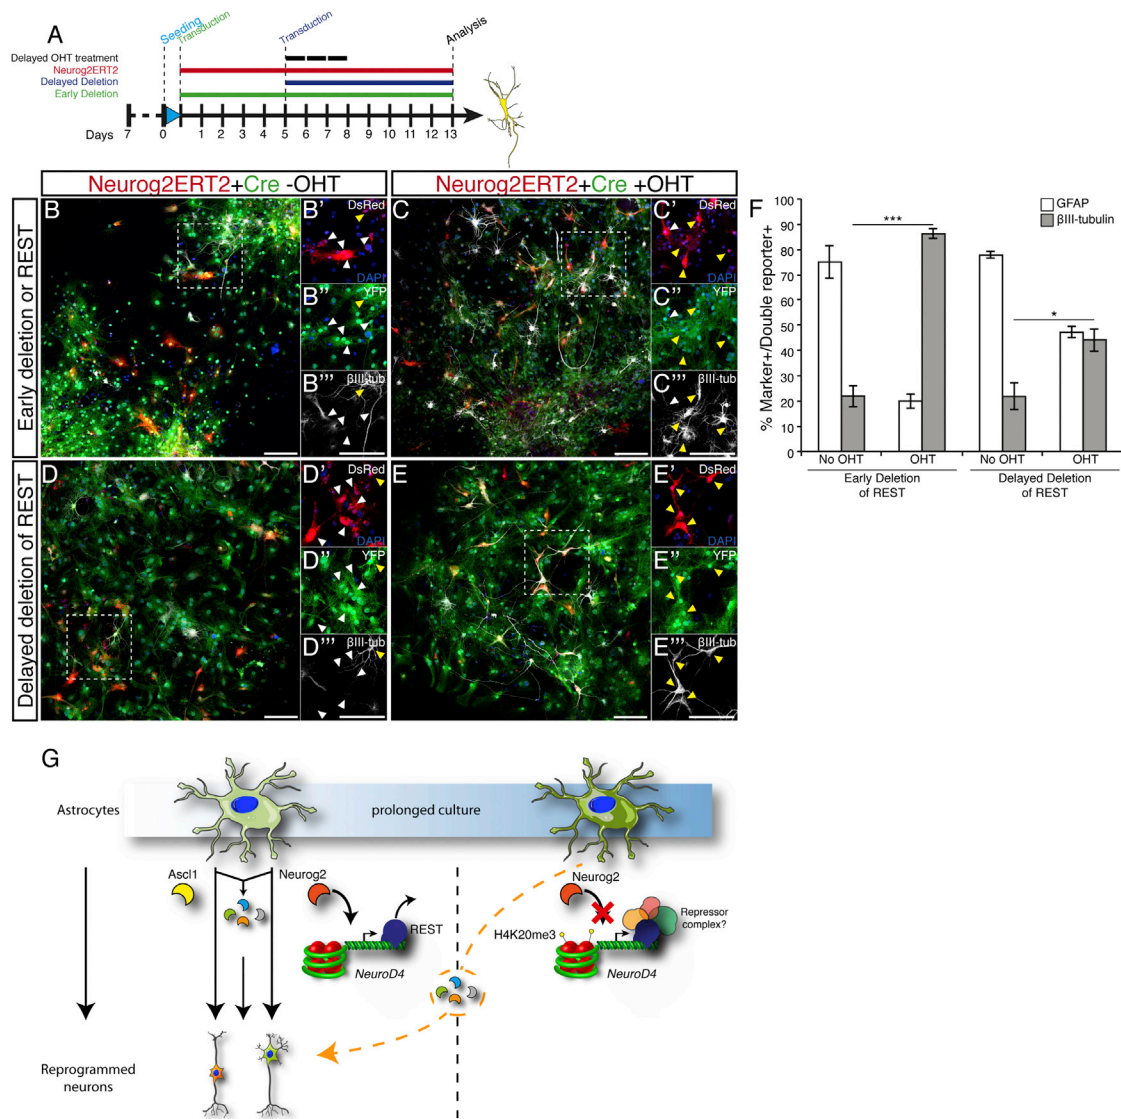 A
Seeding
Transduction
Transduction
Analysis
Delayed OHT treatment
Neurog2ERT2
Delayed Deletion
Early Deletion
Days 7 0 1 2 3 4 5 6 7 8 9 10 11 12 13
Neurog2ERT2+Cre -OHT
Neurog2ERT2+Cre +OHT
Early deletion or REST
B
B' DsRed
DAPI
B'' YFP
B''' βIII-tub
C
C' DsRed
DAPI
C'' YFP
C''' βIII-tub
Delayed deletion of REST
D
D' DsRed
DAPI
D'' YFP
D''' βIII-tub
E
E' DsRed
DAPI
E'' YFP
E''' βIII-tub
F
% Marker+/Double reporter+
100
90
80
70
60
50
40
30
20
10
0
GFAP
βIII-tubulin
***
*
No OHT OHT No OHT OHT
Early Deletion
of REST
Delayed Deletion
of REST
G
Astrocytes
prolonged culture
Ascl1
Neurog2
REST
NeuroD4
Neurog2
H4K20me3
Repressor
complex?
NeuroD4
Reprogrammed
neurons